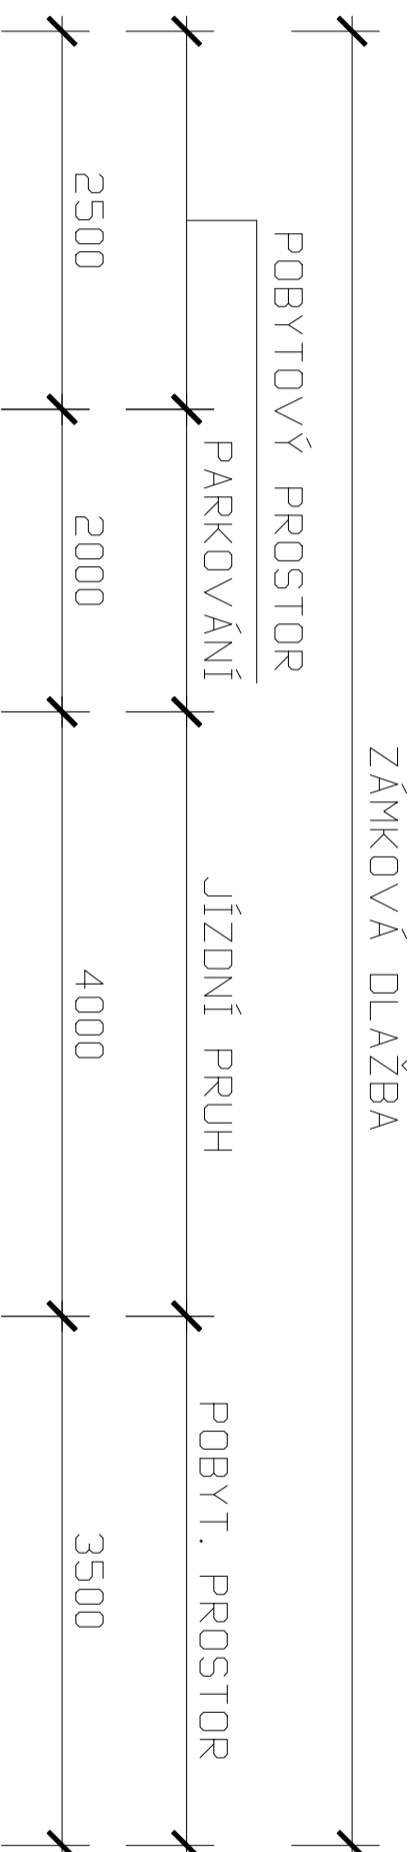 ZÁMKOVÁ DLAŽBA
POBYTOVÝ PROSTOR
PARKOVÁNÍ
JÍZDNÍ PRUH
POBYT. PROSTOR
2500
2000
4000
3500